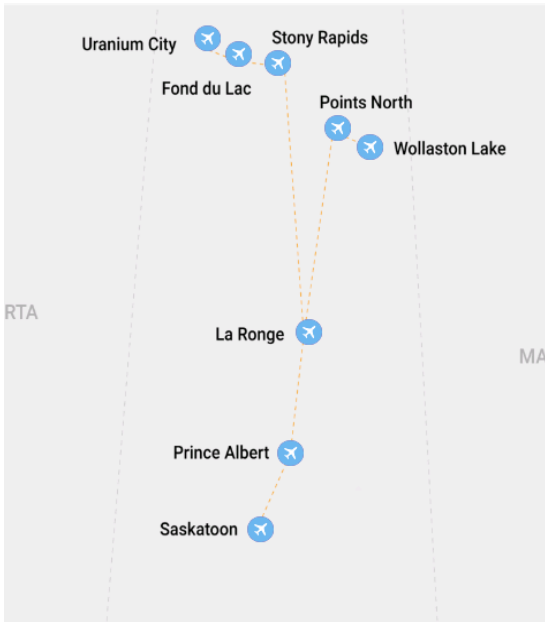 Stony Rapids
Uranium City
Fond du Lac
Points North
Wollaston Lake
RTA
La Ronge
MA
Prince Albert
Saskatoon